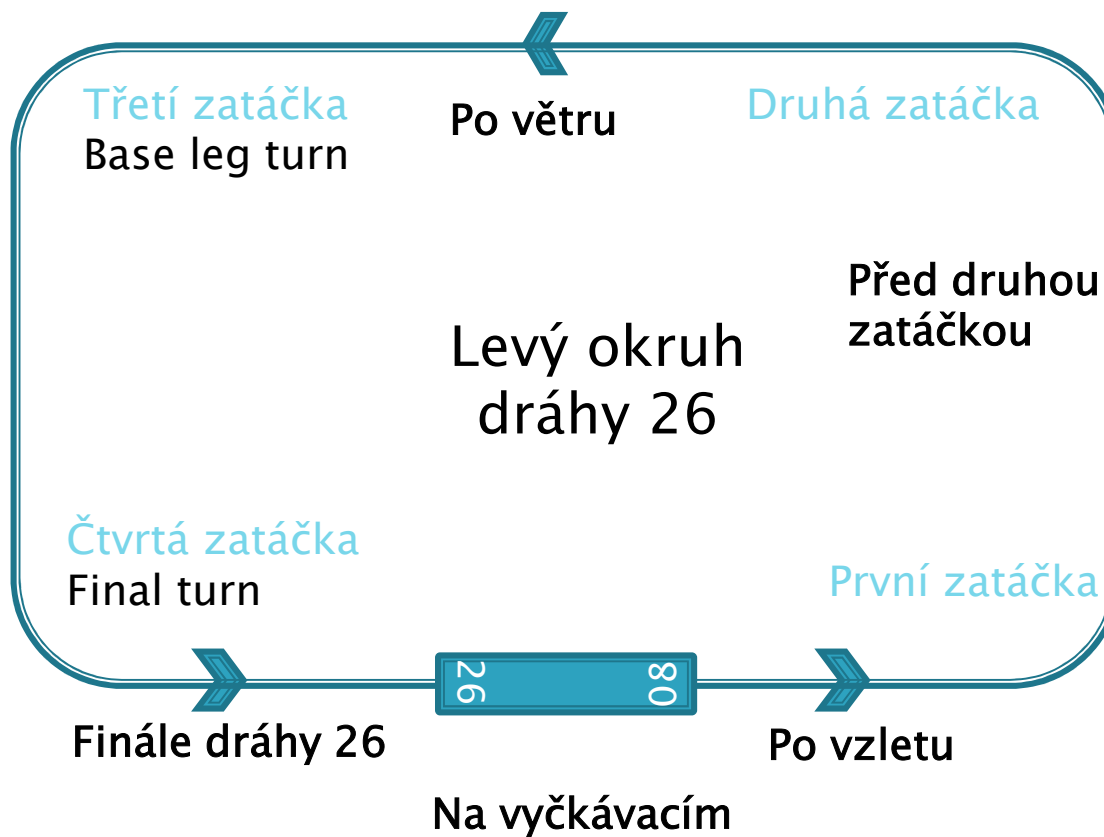 Třetí zatáčka
Base leg turn
Po větru
Druhá zatáčka
Před druhou
zatáčkou
Levý okruh
dráhy 26
Čtvrtá zatáčka
Final turn
První zatáčka
26
08
Finále dráhy 26
Po vzletu
Na vyčkávacím